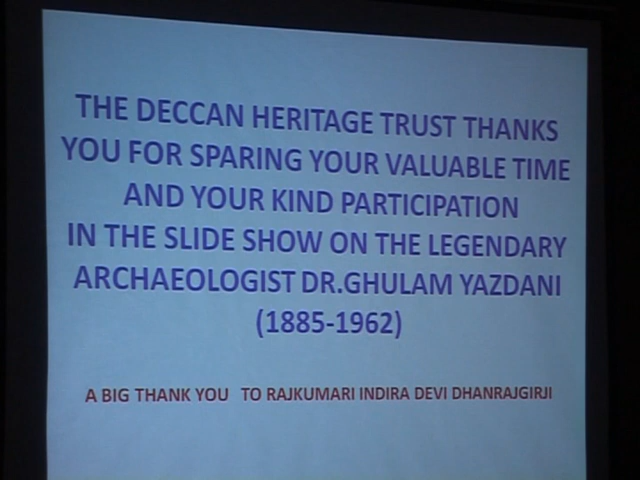 THE DECCAN HERITAGE TRUST THANKS
YOU FOR SPARING YOUR VALUABLE TIME
AND YOUR KIND PARTICIPATION
IN THE SLIDE SHOW ON THE LEGENDARY
ARCHAEOLOGIST DR.GHULAM YAZDANI
(1885-1962)
A BIG THANK YOU TO RAJKUMARI INDIRA DEVI DHANRAJGIRJI